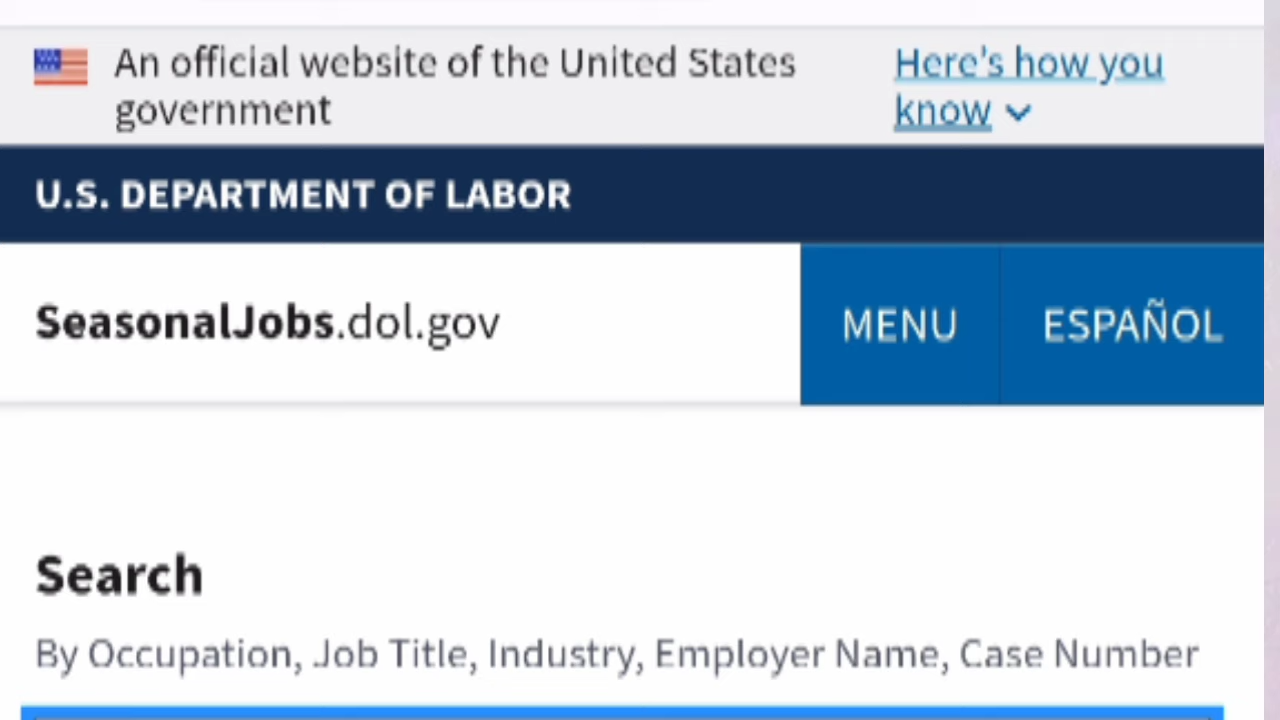 An official website of the United States
government
Here's how you
know
U.S. DEPARTMENT OF LABOR
SeasonalJobs.dol.gov
MENU
ESPAÑOL
Search
By Occupation, Job Title, Industry, Employer Name, Case Number